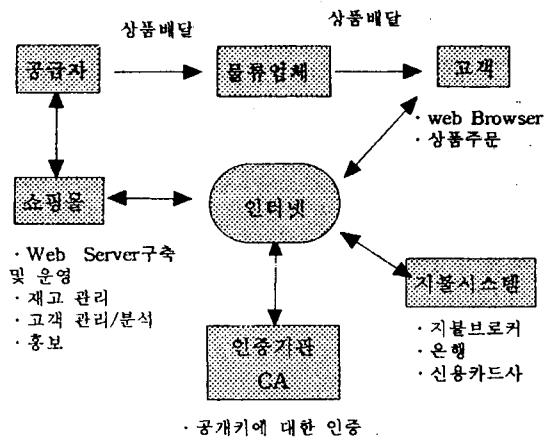 상품배달
상품배달
공급자
물류업체
고객
· web Browser
· 상품주문
쇼핑몰
인터넷
· Web Server구축
및 운영
· 재고 관리
· 고객 관리/분석
· 홍보
지불시스템
· 지불브로커
· 은행
· 신용카드사
인증기관
CA
· 공개키에 대한 인증